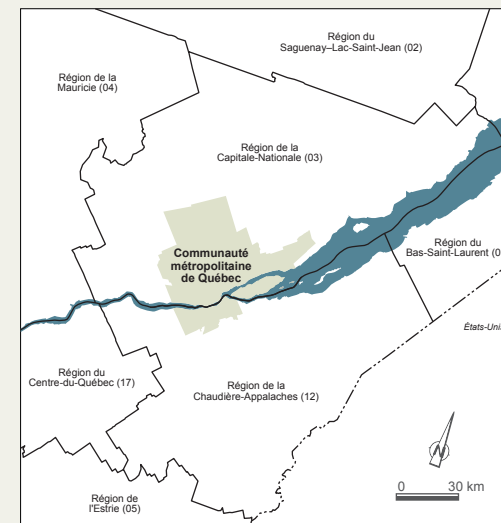 Région du
Saguenay–Lac-Saint-Jean (02)
Région de la
Mauricie (04)
Région de la
Capitale-Nationale (03)
Communauté
métropolitaine
de Québec
Région du
Bas-Saint-Laurent (0
États-Uni
Région du
Centre-du-Québec (17)
Région de la
Chaudière-Appalaches (12)
N
0 30 km
Région de
l'Estrie (05)